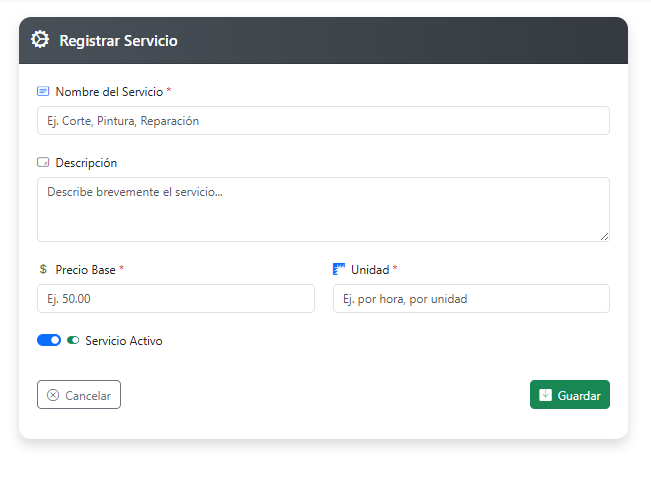 Registrar Servicio
Nombre del Servicio *
Ej. Corte, Pintura, Reparación
Descripción
Describe brevemente el servicio...
$ Precio Base * Unidad *
Ej. 50.00 Ej. por hora, por unidad
Servicio Activo
Cancelar Guardar